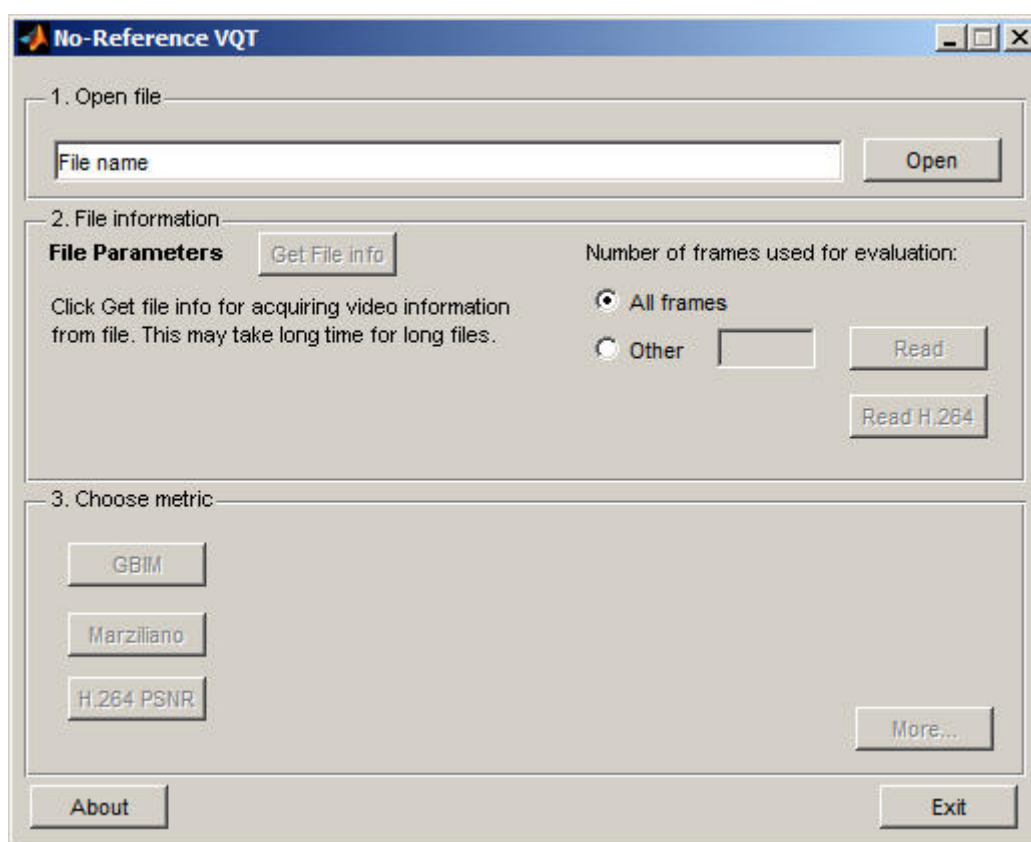 No-Reference VQT
1. Open file
File name
Open
2. File information
File Parameters
Get File info
Number of frames used for evaluation:
Click Get file info for acquiring video information
from file. This may take long time for long files.
All frames
Other
Read
Read H.264
3. Choose metric
GBIM
Marziliano
H.264 PSNR
More...
About
Exit